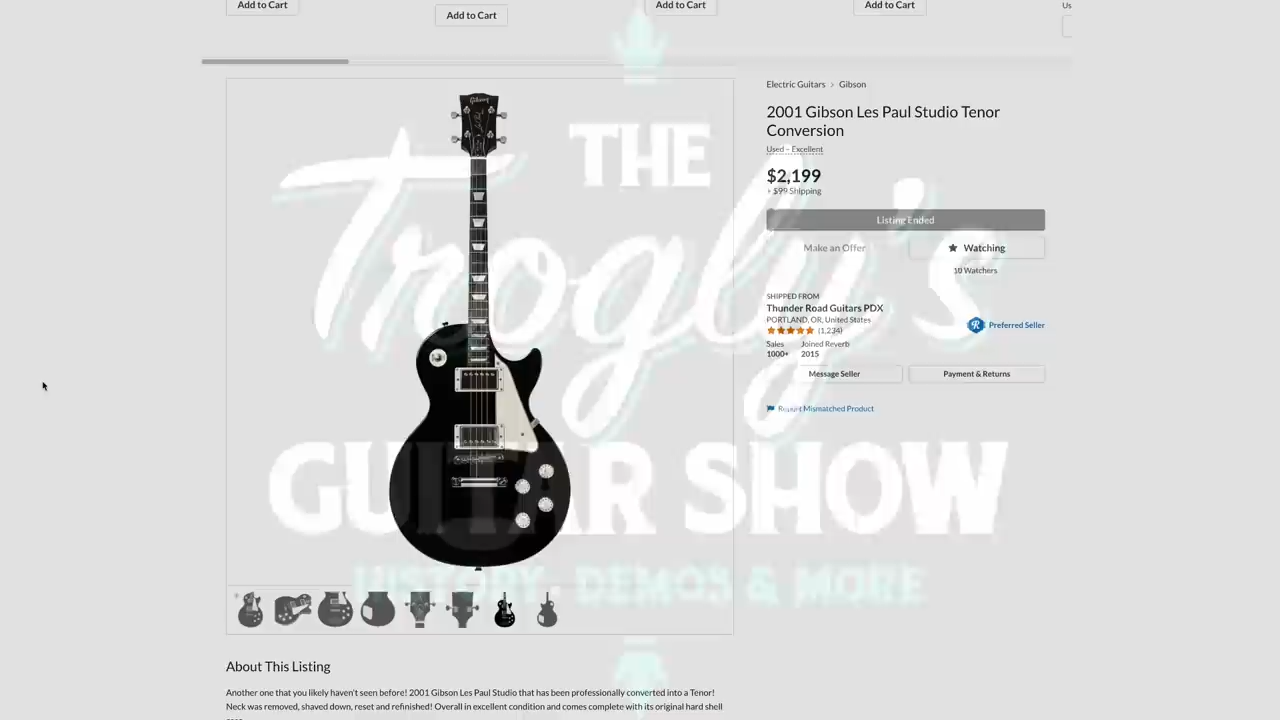 Add to Cart
Add to Cart
Add to Cart
Add to Cart
Us
Electric Guitars > Gibson
2001 Gibson Les Paul Studio Tenor
Conversion
Used – Excellent
$2,199
+ $99 Shipping
Listing Ended
Make an Offer
★ Watching
10 Watchers
SHIPPED FROM
Thunder Road Guitars PDX
PORTLAND, OR, United States
(1,234)
Preferred Seller
Sales Joined Reverb
1000+ 2015
Message Seller
Payment & Returns
Report Mismatched Product
Gibson
THE
Trogly's
GUITAR SHOW
HISTORY, DEMOS & MORE
About This Listing
Another one that you likely haven't seen before! 2001 Gibson Les Paul Studio that has been professionally converted into a Tenor!
Neck was removed, shaved down, reset and refinished! Overall in excellent condition and comes complete with its original hard shell